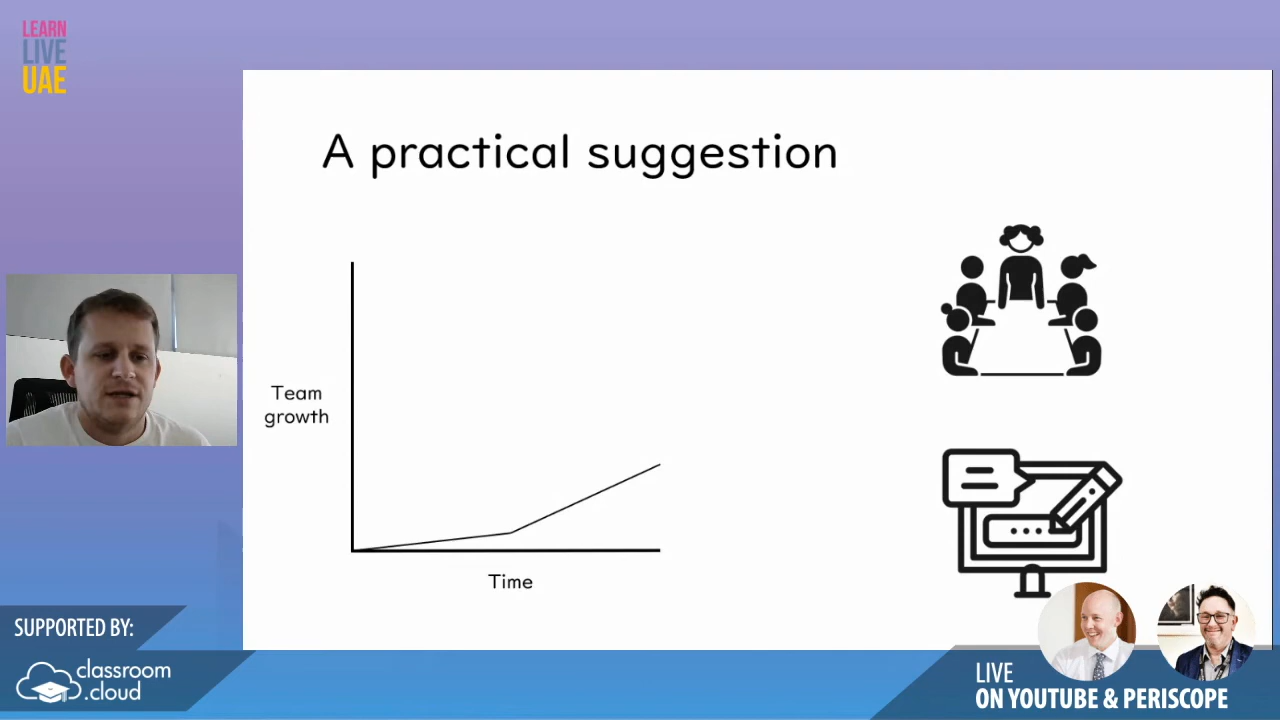 LEARN
LIVE
UAE
A practical suggestion
Team
growth
Time
SUPPORTED BY:
classroom
.cloud
LIVE
ON YOUTUBE & PERISCOPE